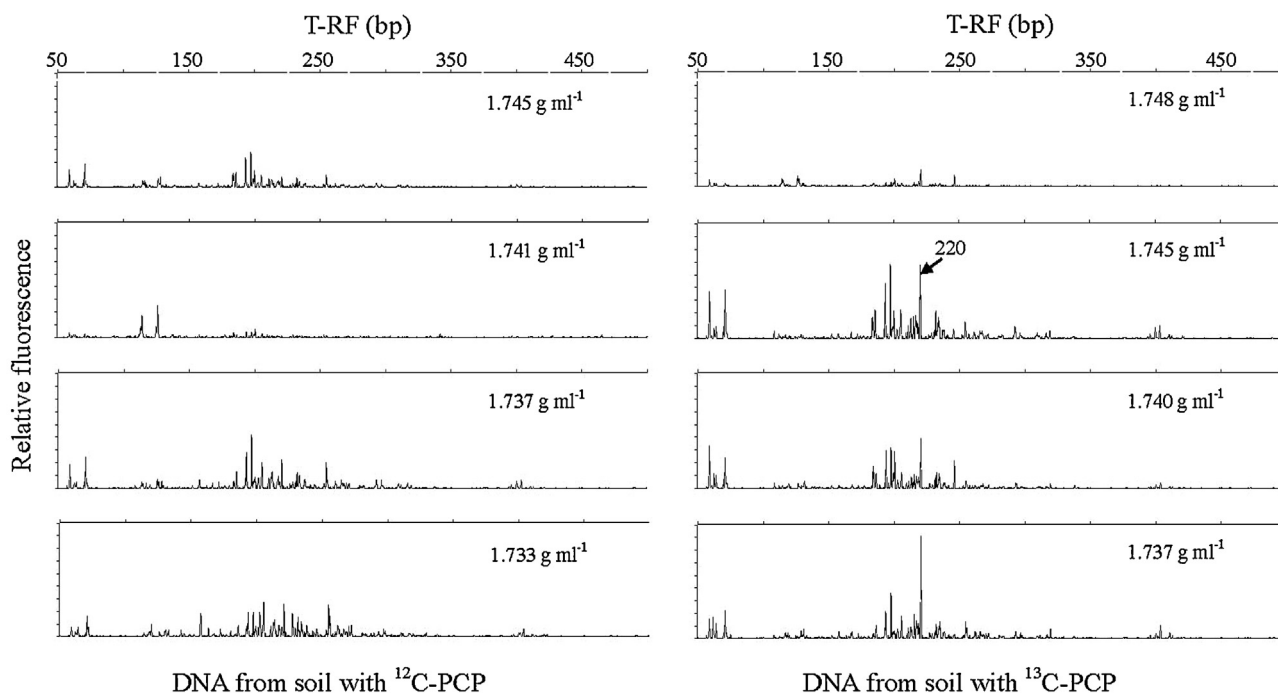 T-RF (bp)
50 150 250 350 450
1.745 g ml⁻¹
1.741 g ml⁻¹
1.737 g ml⁻¹
1.733 g ml⁻¹
Relative fluorescence
DNA from soil with ¹²C-PCP
T-RF (bp)
50 150 250 350 450
1.748 g ml⁻¹
1.745 g ml⁻¹
220
1.740 g ml⁻¹
1.737 g ml⁻¹
DNA from soil with ¹³C-PCP